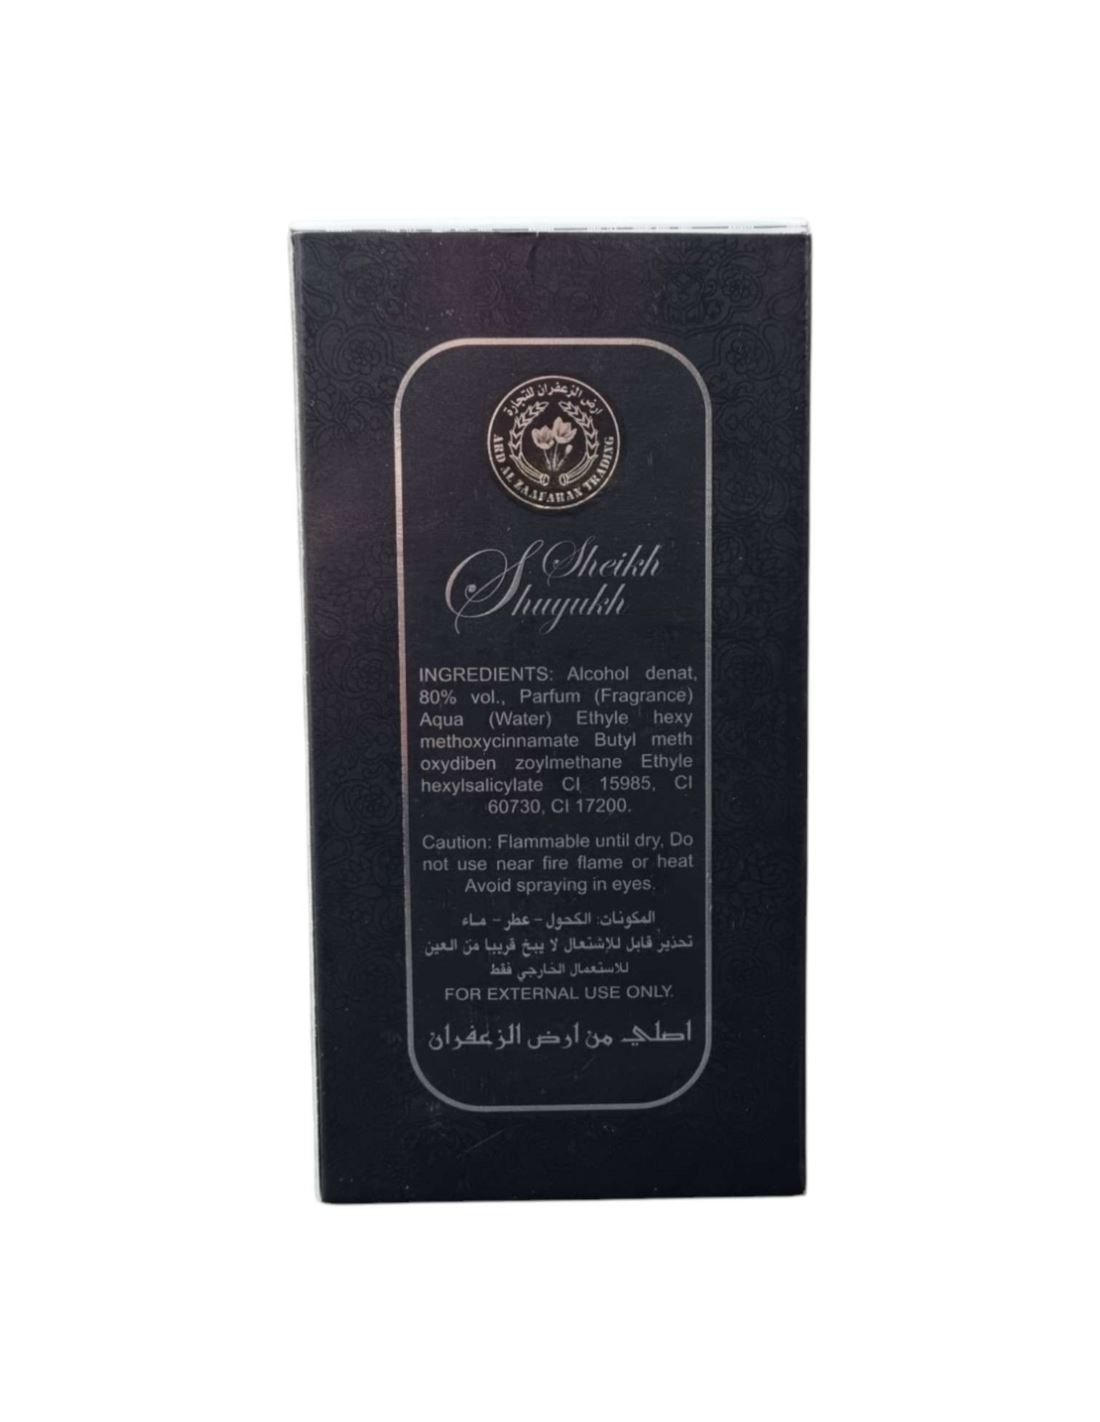 ارض الزعفران للتجارة
ARD AL ZAAFARAN TRADING
Sheikh
Shuyukh
INGREDIENTS: Alcohol denat,
80% vol., Parfum (Fragrance)
Aqua (Water) Ethyle hexy
methoxycinnamate Butyl meth
oxydiben zoylmethane Ethyle
hexylsalicylate CI 15985, CI
60730, CI 17200.
Caution: Flammable until dry, Do
not use near fire flame or heat
Avoid spraying in eyes.
المكونات: الكحول - عطر - ماء
تحذير قابل للإشتعال لا يبخ قريبا من العين
للاستعمال الخارجي فقط
FOR EXTERNAL USE ONLY.
اصلي من ارض الزعفران